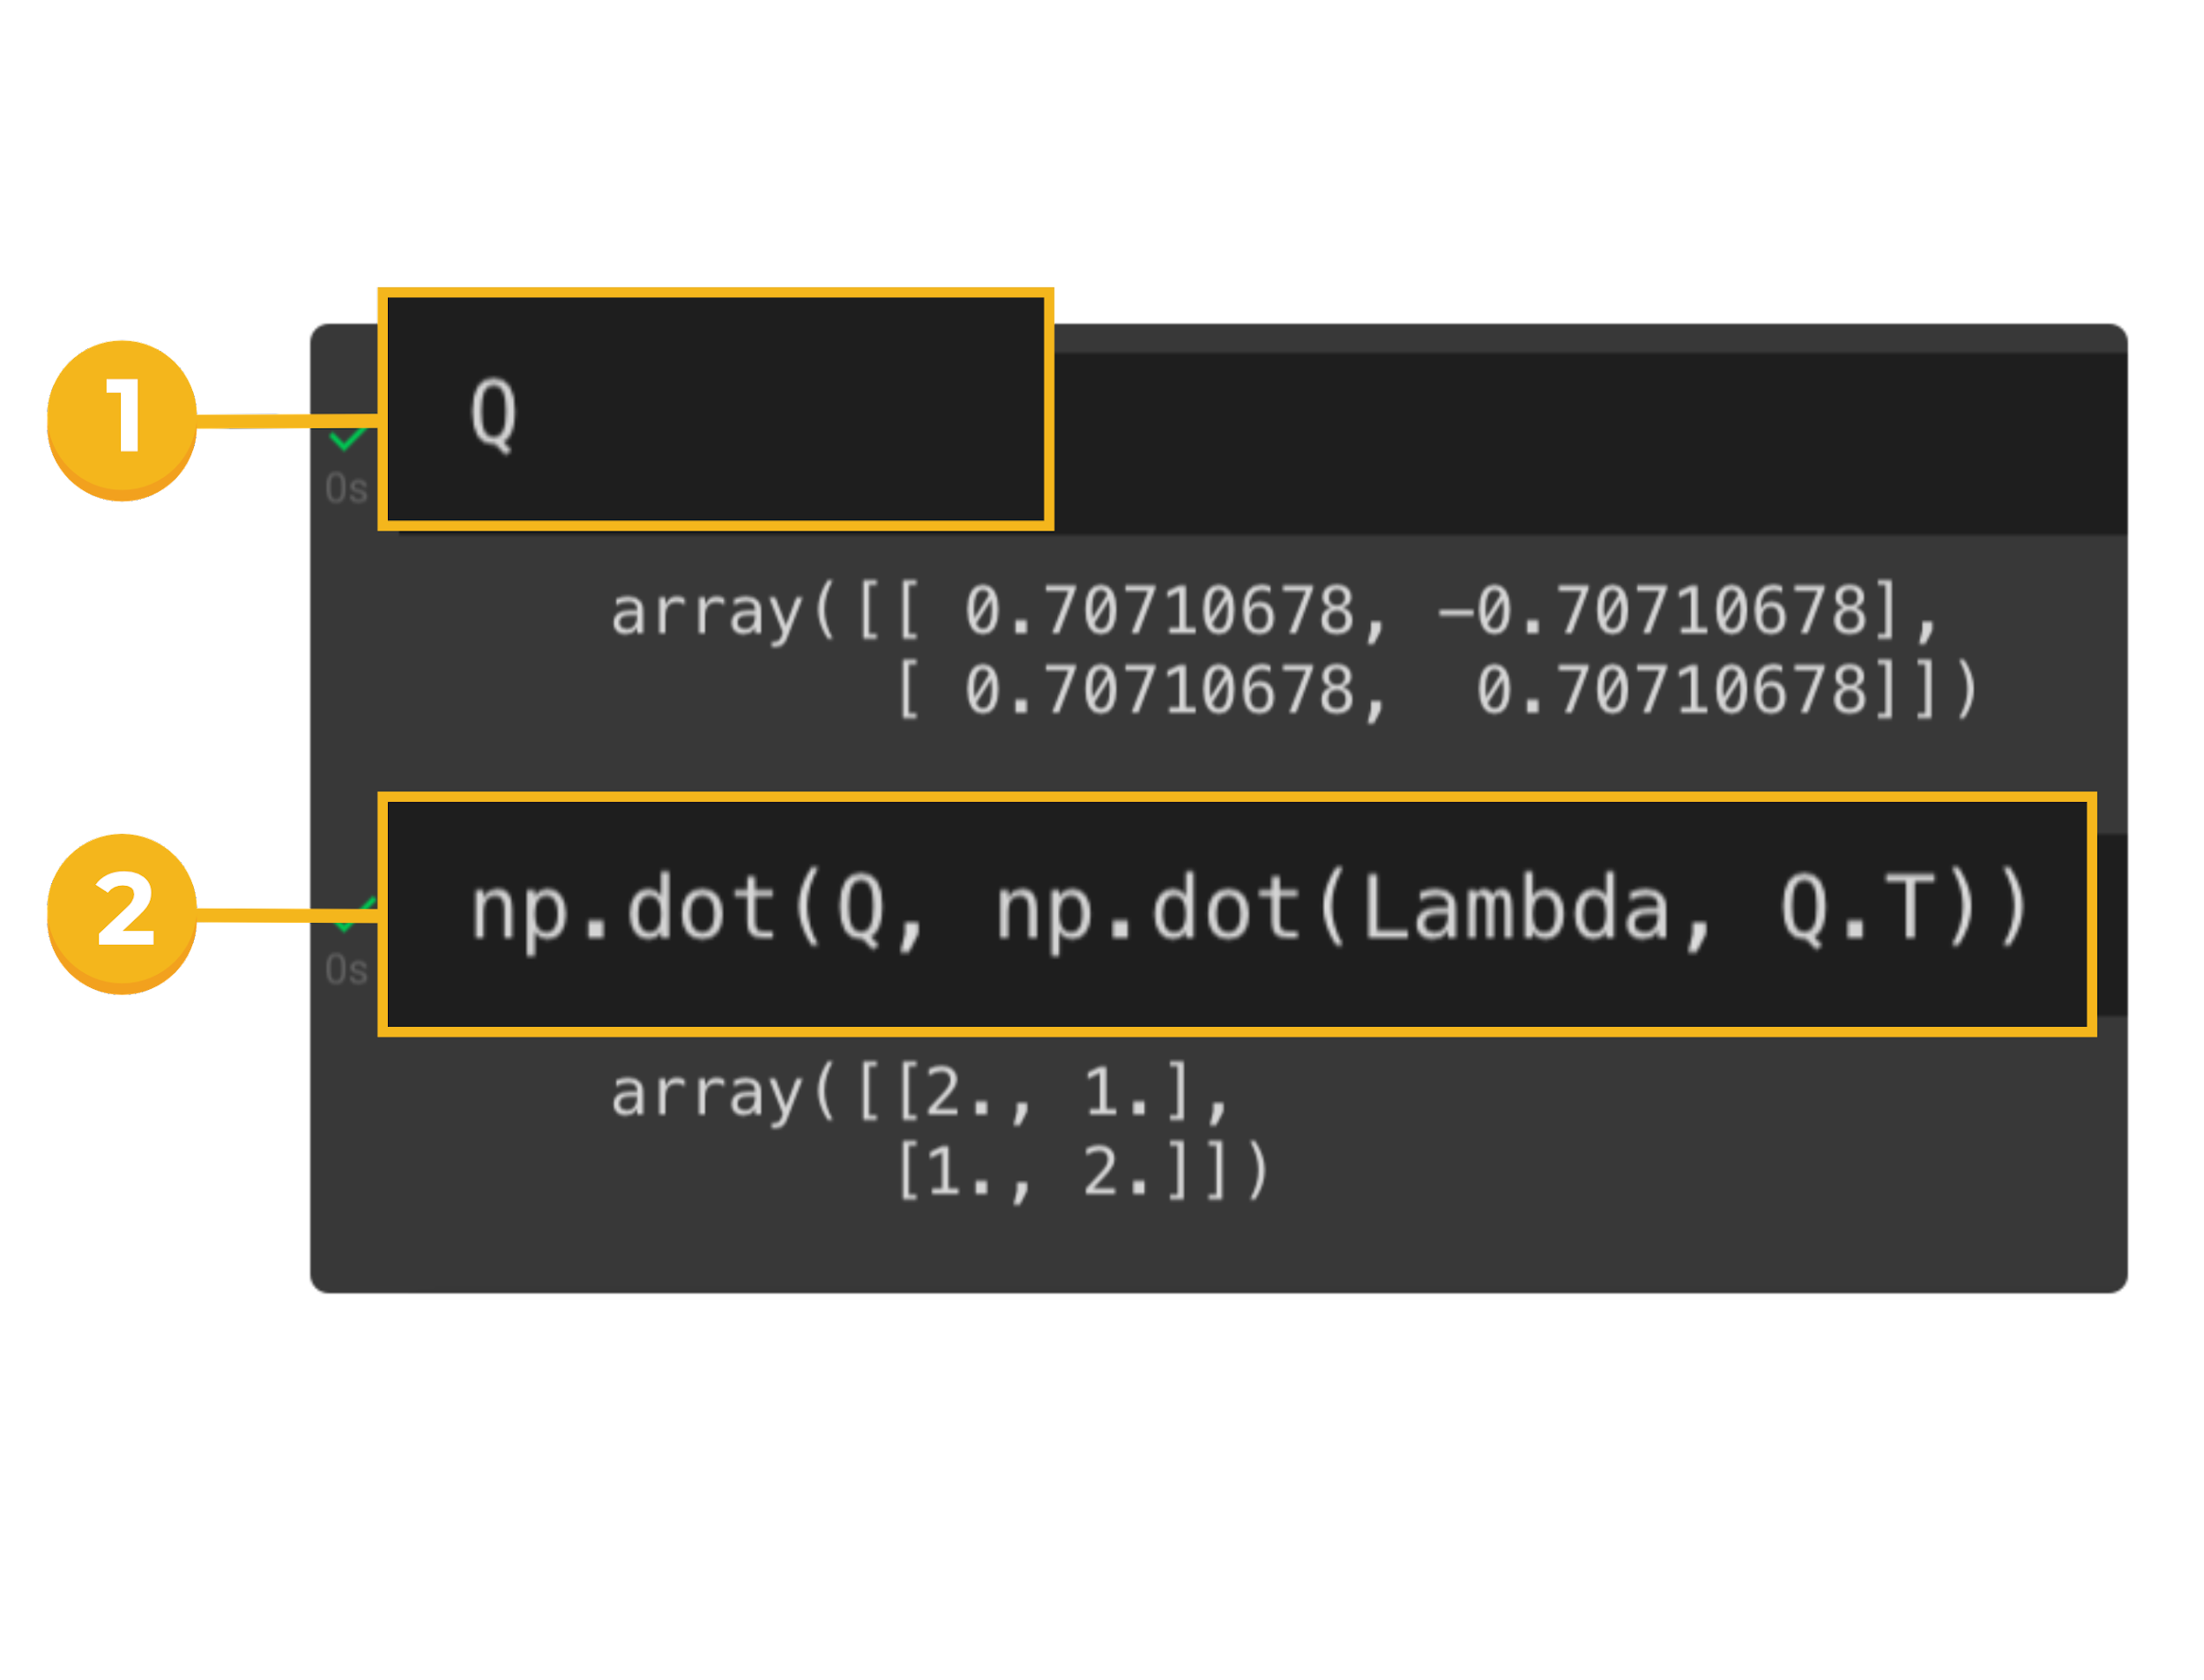 1
Q
0s
array([[ 0.70710678, −0.70710678],
[ 0.70710678, 0.70710678]])
2
np.dot(Q, np.dot(Lambda, Q.T))
0s
array([[2., 1.],
[1., 2.]])